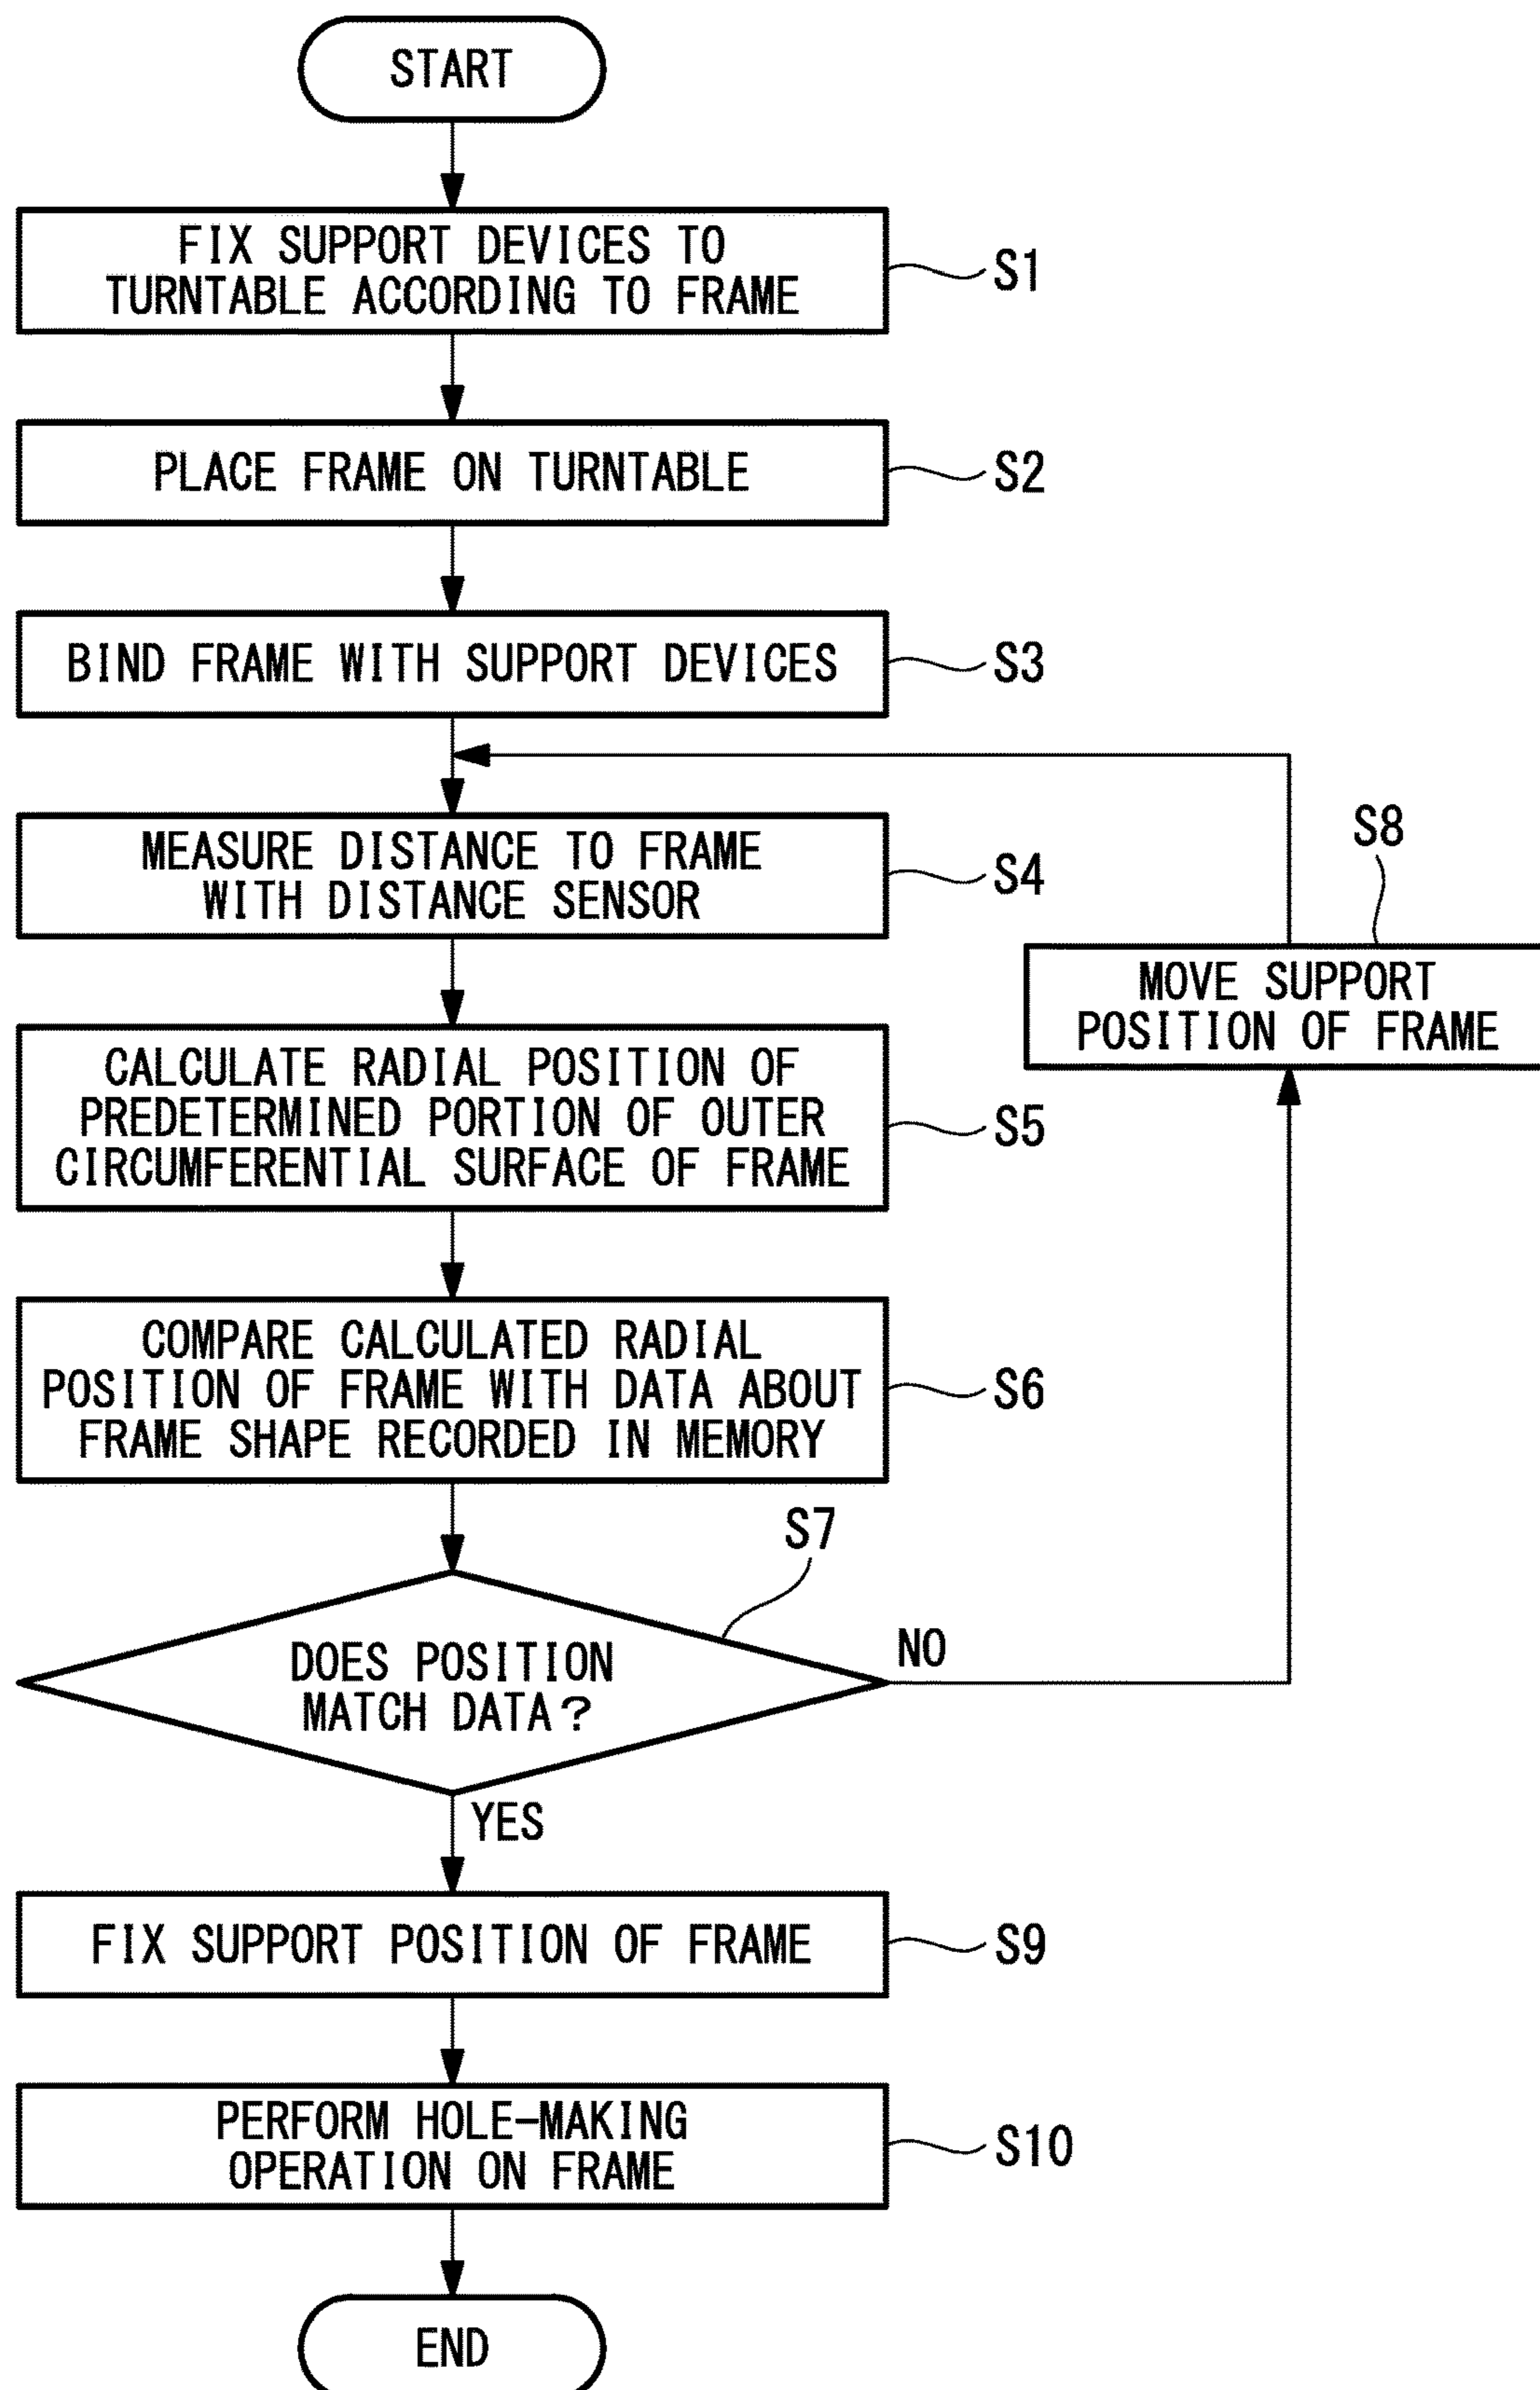 START
FIX SUPPORT DEVICES TO
TURNTABLE ACCORDING TO FRAME
S1
PLACE FRAME ON TURNTABLE
S2
BIND FRAME WITH SUPPORT DEVICES
S3
MEASURE DISTANCE TO FRAME
WITH DISTANCE SENSOR
S4
S8
MOVE SUPPORT
POSITION OF FRAME
CALCULATE RADIAL POSITION OF
PREDETERMINED PORTION OF OUTER
CIRCUMFERENTIAL SURFACE OF FRAME
S5
COMPARE CALCULATED RADIAL
POSITION OF FRAME WITH DATA ABOUT
FRAME SHAPE RECORDED IN MEMORY
S6
S7
DOES POSITION
MATCH DATA?
NO
YES
FIX SUPPORT POSITION OF FRAME
S9
PERFORM HOLE-MAKING
OPERATION ON FRAME
S10
END